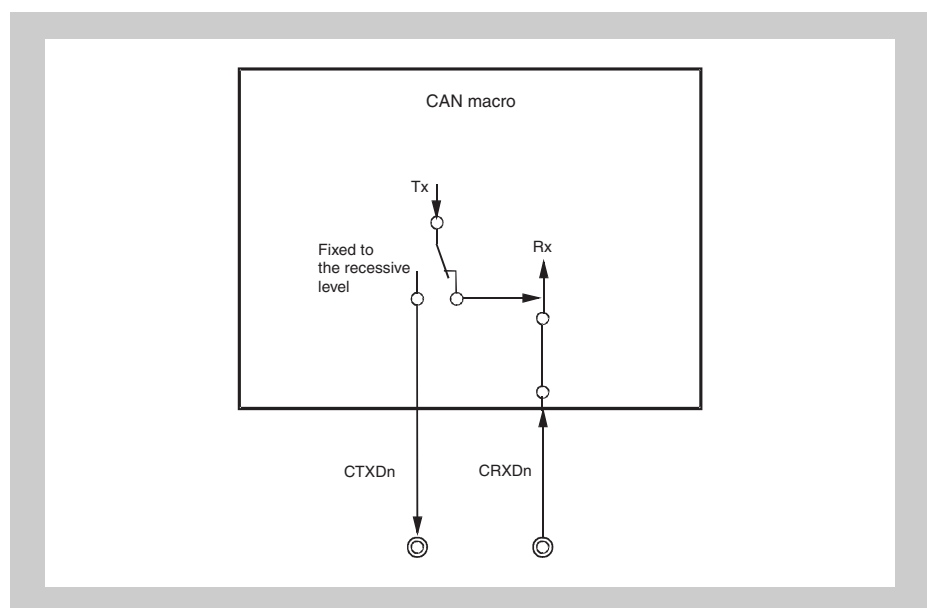 CAN macro
Tx
Fixed to
the recessive
level
Rx
CTXDn
CRXDn